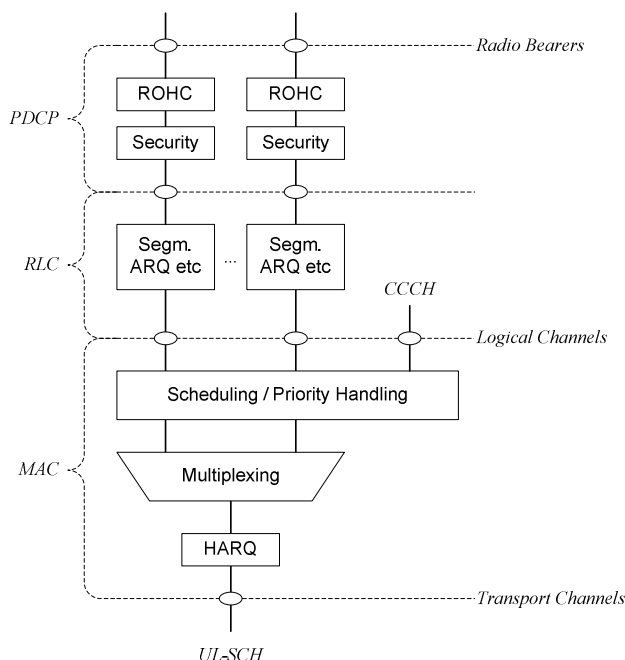 Radio Bearers
ROHC
ROHC
PDCP
Security
Security
Segm.
ARQ etc
...
Segm.
ARQ etc
RLC
CCCH
Logical Channels
Scheduling / Priority Handling
MAC
Multiplexing
HARQ
Transport Channels
UL-SCH